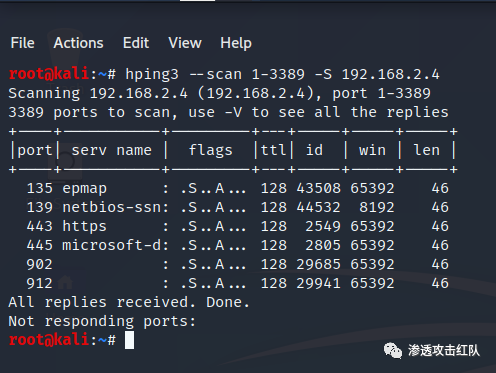 File Actions Edit View Help
root@kali:~# hping3 --scan 1-3389 -S 192.168.2.4
Scanning 192.168.2.4 (192.168.2.4), port 1-3389
3389 ports to scan, use -V to see all the replies
+----+-----------+---------+---+-----+-----+-----+
|port| serv name |  flags  |ttl| id  | win | len |
+----+-----------+---------+---+-----+-----+-----+
  135 epmap      : .S..A... 128 43508 65392    46
  139 netbios-ssn: .S..A... 128 44532  8192    46
  443 https      : .S..A... 128  2549 65392    46
  445 microsoft-d: .S..A... 128  2805 65392    46
  902            : .S..A... 128 29685 65392    46
  912            : .S..A... 128 29941 65392    46
All replies received. Done.
Not responding ports:
root@kali:~#
渗透攻击红队